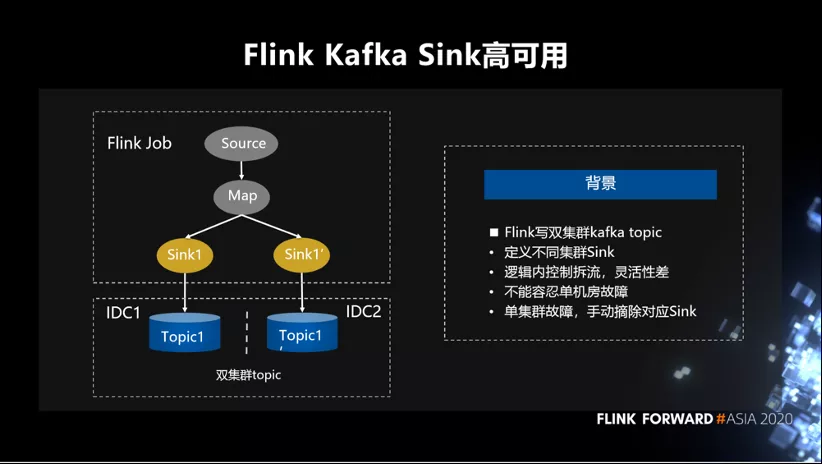 Flink Kafka Sink高可用
Flink Job
Source
Map
Sink1
Sink1’
IDC1
IDC2
Topic1
Topic1
双集群topic
背景
■ Flink写双集群kafka topic
• 定义不同集群Sink
• 逻辑内控制拆流，灵活性差
• 不能容忍单机房故障
• 单集群故障，手动摘除对应Sink
FLINK FORWARD #ASIA 2020